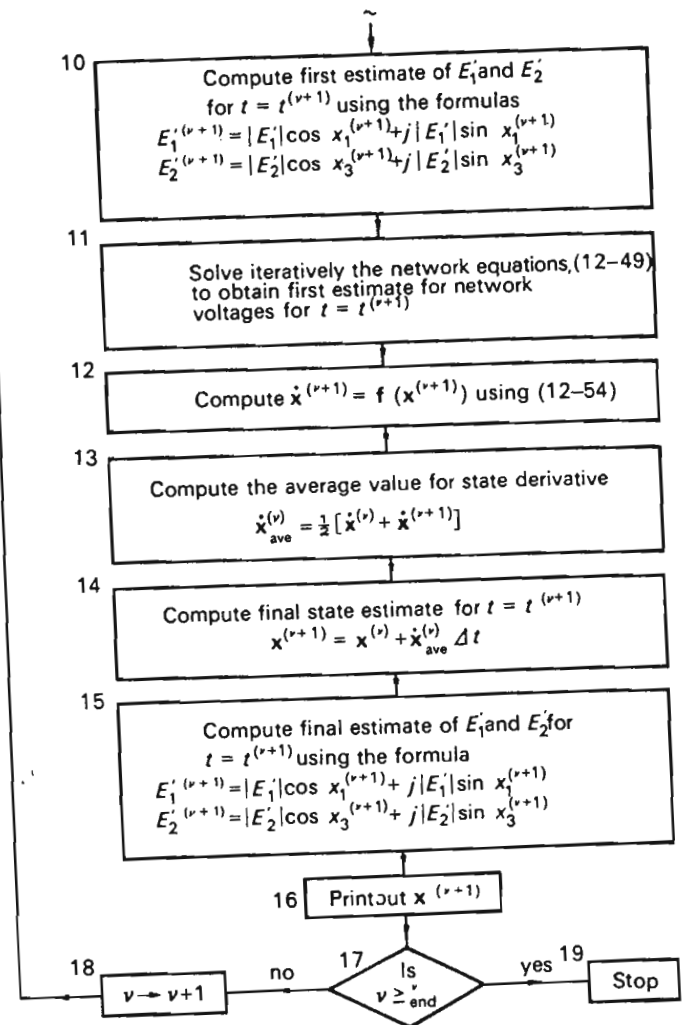 ~
10
Compute first estimate of E₁′ and E₂′
for t = t^(ν+1) using the formulas
E₁′^(ν+1) = |E₁′|cos x₁^(ν+1)+j|E₁′|sin x₁^(ν+1)
E₂′^(ν+1) = |E₂′|cos x₃^(ν+1)+j|E₂′|sin x₃^(ν+1)
11
Solve iteratively the network equations,(12–49)
to obtain first estimate for network
voltages for t = t^(ν+1)
12
Compute ẋ^(ν+1) = f (x^(ν+1)) using (12–54)
13
Compute the average value for state derivative
ẋ_ave^(ν) = ½ [ẋ^(ν) + ẋ^(ν+1)]
14
Compute final state estimate for t = t^(ν+1)
x^(ν+1) = x^(ν) + ẋ_ave^(ν) Δt
15
Compute final estimate of E₁′ and E₂′ for
t = t^(ν+1) using the formula
E₁′^(ν+1) = |E₁′|cos x₁^(ν+1) + j|E₁′|sin x₁^(ν+1)
E₂′^(ν+1) = |E₂′|cos x₃^(ν+1) + j|E₂′|sin x₃^(ν+1)
16
Printout x^(ν+1)
17
Is
ν ≥ ν_end
no
18
ν → ν+1
yes
19
Stop